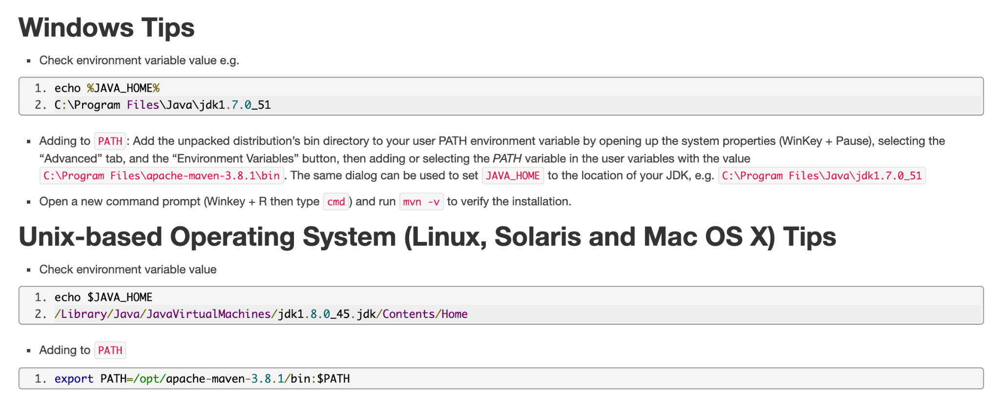 Windows Tips
▪ Check environment variable value e.g.
1. echo %JAVA_HOME%
2. C:\Program Files\Java\jdk1.7.0_51
▪ Adding to PATH: Add the unpacked distribution’s bin directory to your user PATH environment variable by opening up the system properties (WinKey + Pause), selecting the
“Advanced” tab, and the “Environment Variables” button, then adding or selecting the PATH variable in the user variables with the value
C:\Program Files\apache-maven-3.8.1\bin. The same dialog can be used to set JAVA_HOME to the location of your JDK, e.g. C:\Program Files\Java\jdk1.7.0_51
▪ Open a new command prompt (Winkey + R then type cmd) and run mvn -v to verify the installation.
Unix-based Operating System (Linux, Solaris and Mac OS X) Tips
▪ Check environment variable value
1. echo $JAVA_HOME
2. /Library/Java/JavaVirtualMachines/jdk1.8.0_45.jdk/Contents/Home
▪ Adding to PATH
1. export PATH=/opt/apache-maven-3.8.1/bin:$PATH